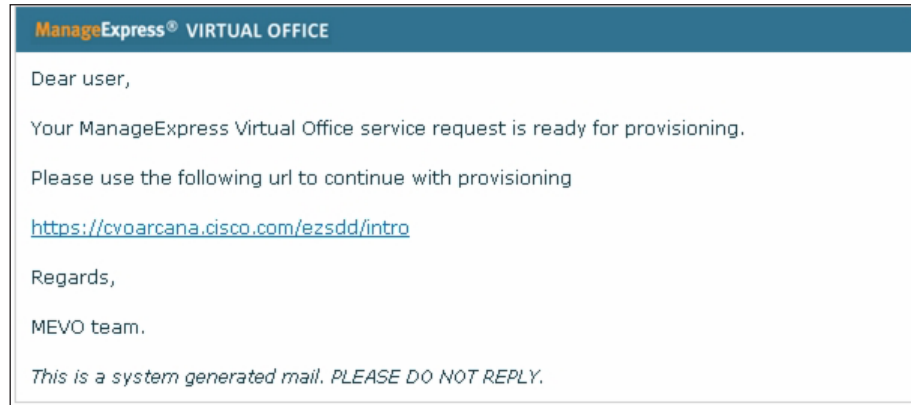 ManageExpress® VIRTUAL OFFICE
Dear user,
Your ManageExpress Virtual Office service request is ready for provisioning.
Please use the following url to continue with provisioning
https://cvoarcana.cisco.com/ezsdd/intro
Regards,
MEVO team.
This is a system generated mail. PLEASE DO NOT REPLY.